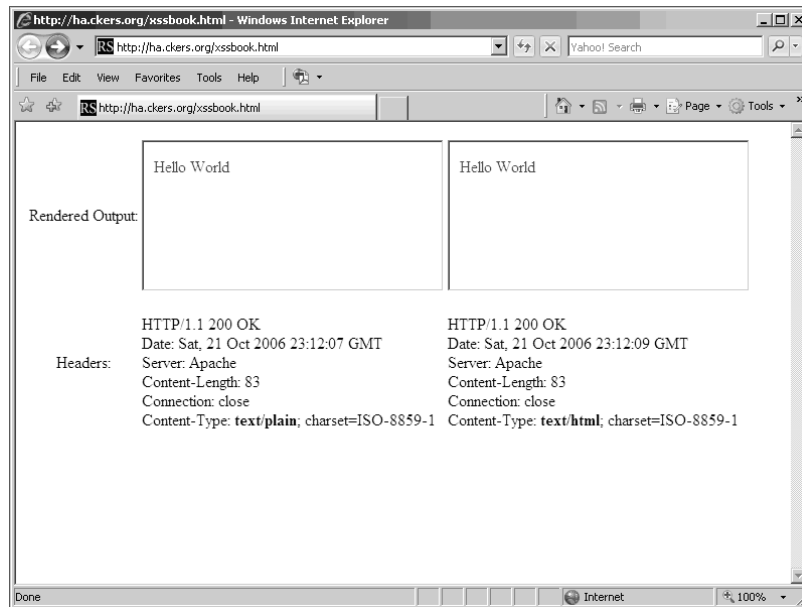 http://ha.ckers.org/xssbook.html - Windows Internet Explorer
RS http://ha.ckers.org/xssbook.html Yahoo! Search
File Edit View Favorites Tools Help
RS http://ha.ckers.org/xssbook.html Page Tools »
Hello World Hello World
Rendered Output:
HTTP/1.1 200 OK HTTP/1.1 200 OK
Date: Sat, 21 Oct 2006 23:12:07 GMT Date: Sat, 21 Oct 2006 23:12:09 GMT
Headers: Server: Apache Server: Apache
Content-Length: 83 Content-Length: 83
Connection: close Connection: close
Content-Type: text/plain; charset=ISO-8859-1 Content-Type: text/html; charset=ISO-8859-1
Done Internet 100%